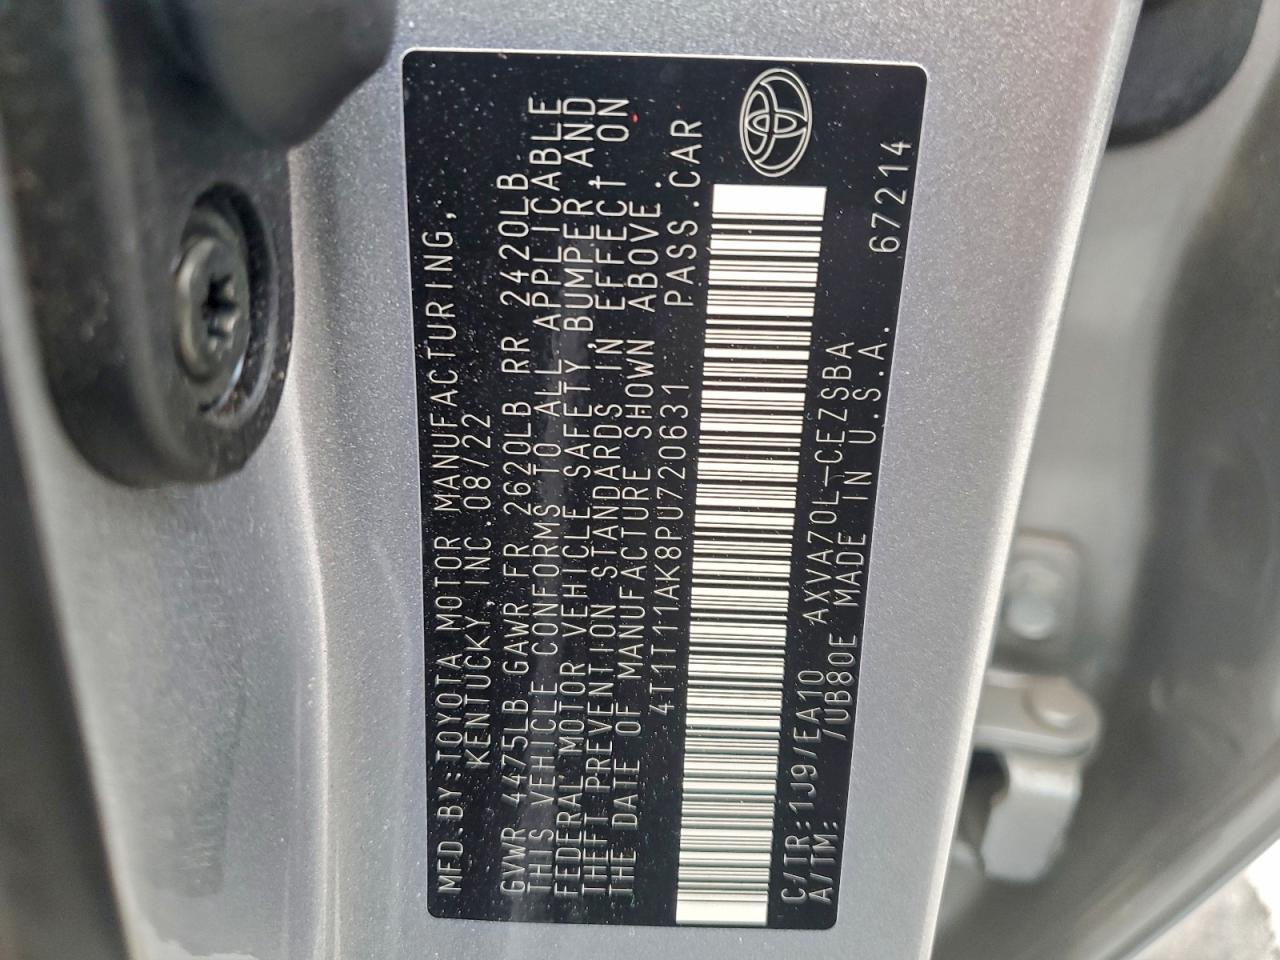 MFD. BY: TOYOTA MOTOR MANUFACTURING,
KENTUCKY, INC. 08/22
GVWR 4475LB GAWR FR 2620LB RR 2420LB
THIS VEHICLE CONFORMS TO ALL APPLICABLE
FEDERAL MOTOR VEHICLE SAFETY, BUMPER, AND
THEFT PREVENTION STANDARDS IN EFFECT ON
THE DATE OF MANUFACTURE SHOWN ABOVE.
4T1T11AK8PU720631 PASS.CAR
C/TR:1J9/EA10 AXVA70L-CEZSBA
A/TM: /UB80E MADE IN U.S.A. 67214